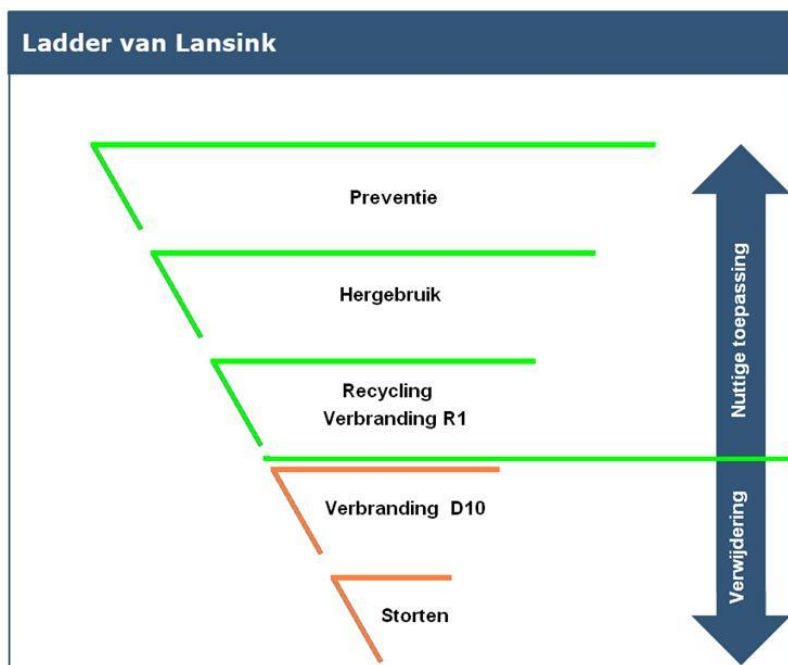 Ladder van Lansink
Preventie
Hergebruik
Recycling
Verbranding R1
Verbranding D10
Storten
Nuttige toepassing
Verwijdering